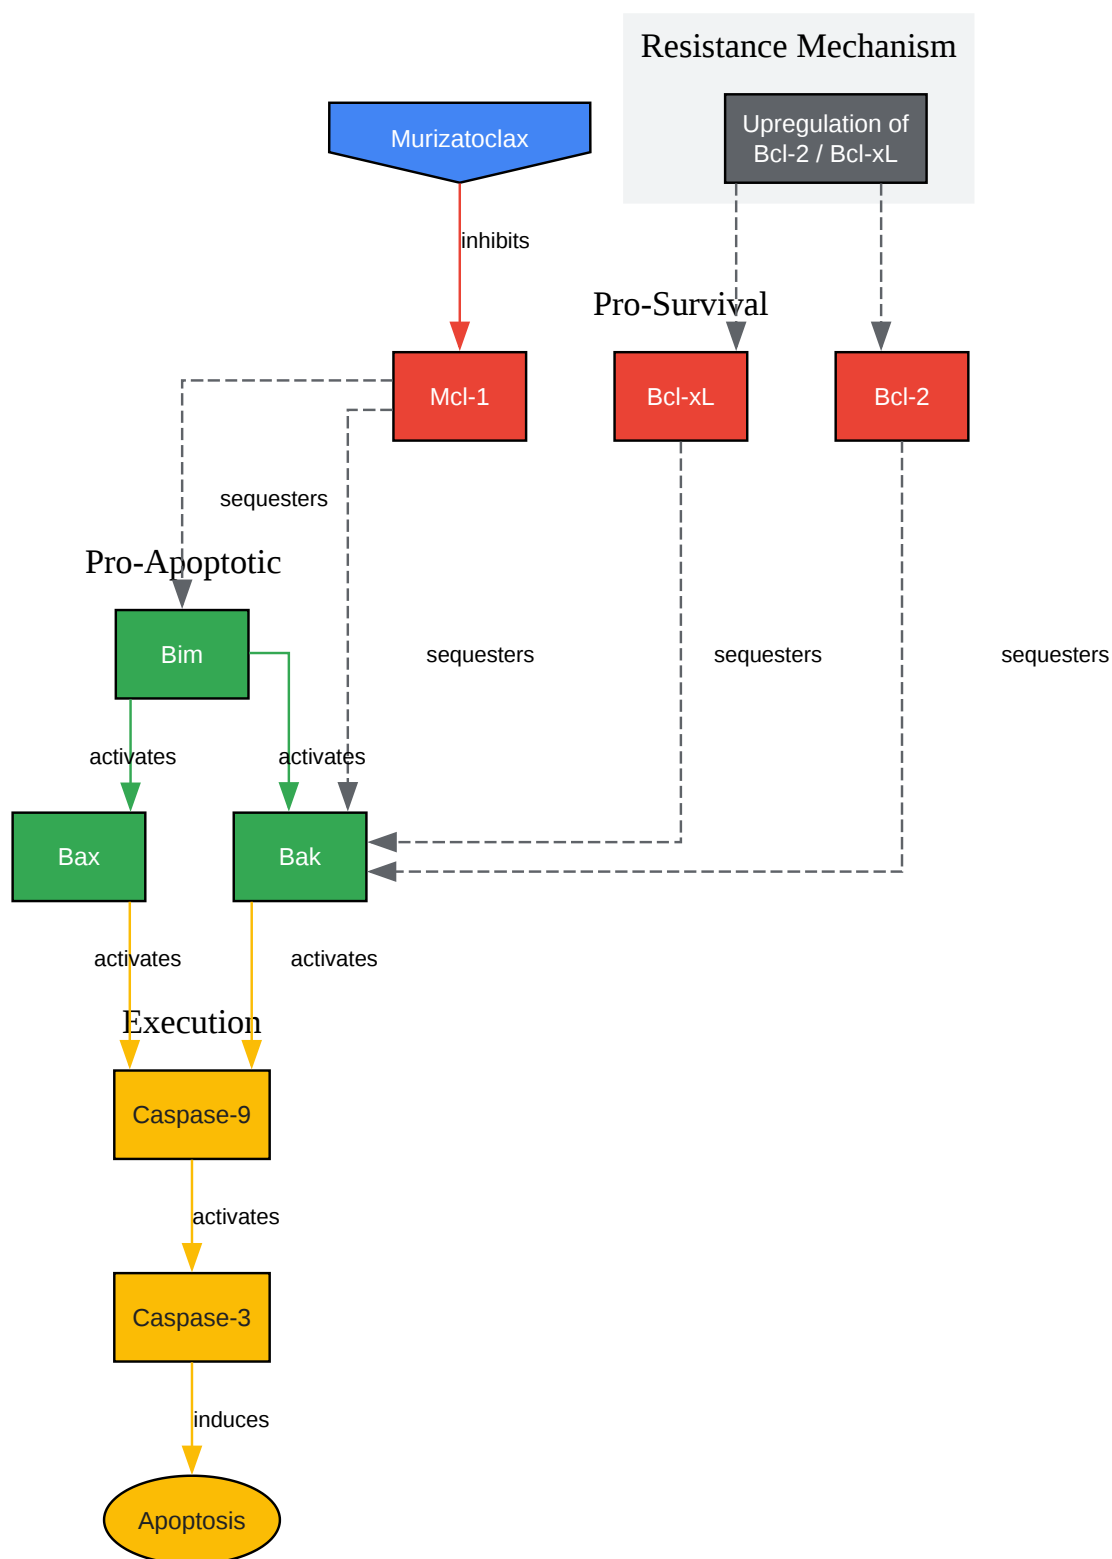 Resistance Mechanism
Upregulation of
Bcl-2 / Bcl-xL
Murizatoclax
inhibits
Pro-Survival
Mcl-1
Bcl-xL
Bcl-2
sequesters
Pro-Apoptotic
Bim
sequesters
sequesters
sequesters
activates
activates
Bax
Bak
activates
activates
Execution
Caspase-9
activates
Caspase-3
induces
Apoptosis